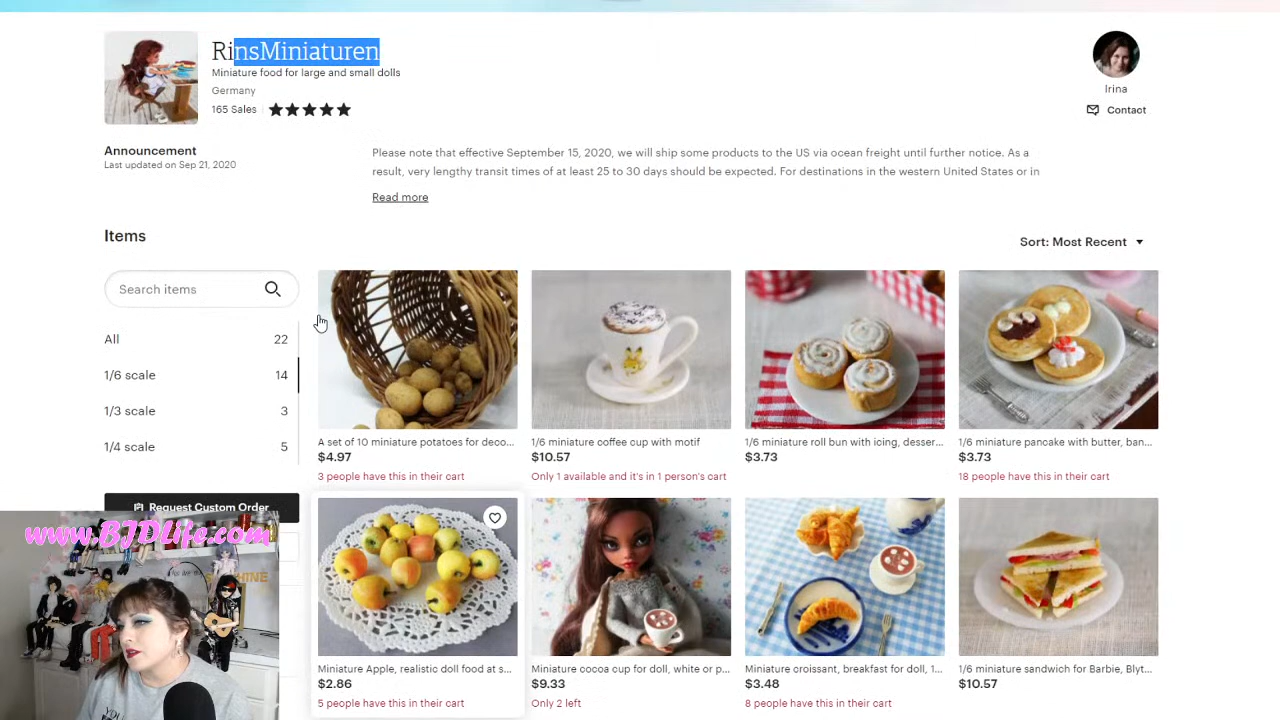 RinsMiniaturen
Miniature food for large and small dolls
Germany
165 Sales
Irina
Contact
Announcement
Last updated on Sep 21, 2020
Please note that effective September 15, 2020, we will ship some products to the US via ocean freight until further notice. As a
result, very lengthy transit times of at least 25 to 30 days should be expected. For destinations in the western United States or in
Read more
Items
Sort: Most Recent
Search items
All 22
1/6 scale 14
1/3 scale 3
1/4 scale 5
Request Custom Order
A set of 10 miniature potatoes for deco...
$4.97
3 people have this in their cart
1/6 miniature coffee cup with motif
$10.57
Only 1 available and it's in 1 person's cart
1/6 miniature roll bun with icing, desser...
$3.73
1/6 miniature pancake with butter, ban...
$3.73
18 people have this in their cart
Miniature Apple, realistic doll food at s...
$2.86
5 people have this in their cart
Miniature cocoa cup for doll, white or p...
$9.33
Only 2 left
Miniature croissant, breakfast for doll, 1...
$3.48
8 people have this in their cart
1/6 miniature sandwich for Barbie, Blyt...
$10.57
www.BJDLife.com